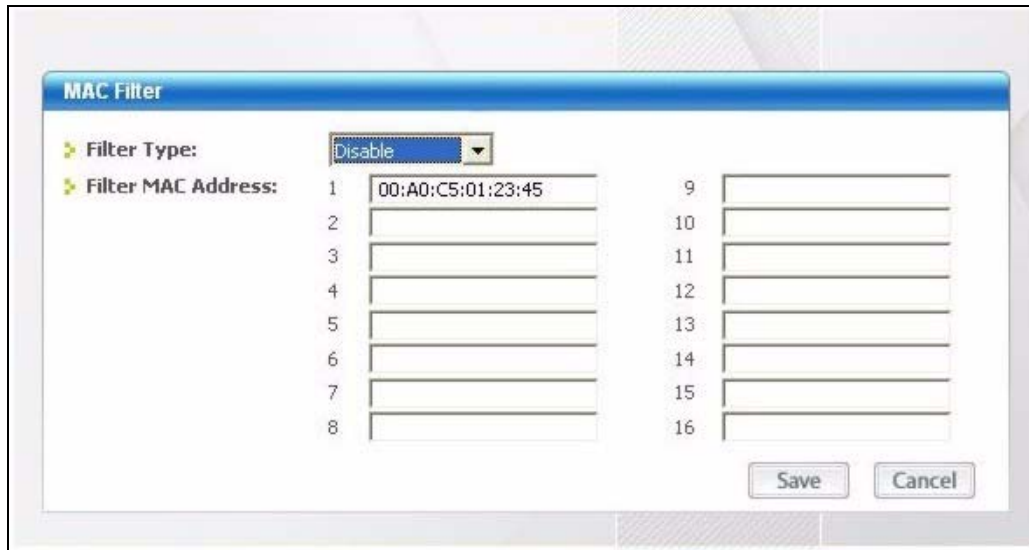 MAC Filter
Filter Type: Disable
Filter MAC Address: 1 00:A0:C5:01:23:45 9
2 10
3 11
4 12
5 13
6 14
7 15
8 16
Save Cancel